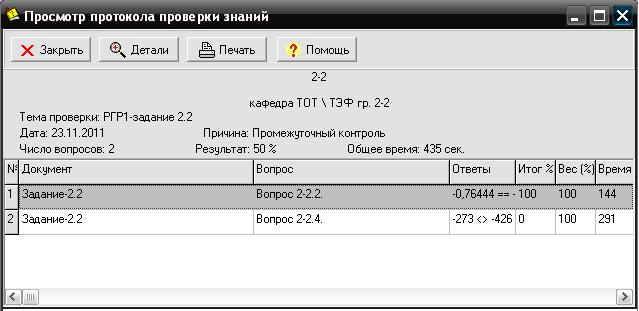 Просмотр протокола проверки знаний
Закрыть Детали Печать Помощь
2-2
кафедра ТОТ \ ТЭФ гр. 2-2
Тема проверки: РГР1-задание 2.2
Дата: 23.11.2011 Причина: Промежуточный контроль
Число вопросов: 2 Результат: 50 % Общее время: 435 сек.
№ Документ Вопрос Ответы Итог % Вес (%) Время
1 Задание-2.2 Вопрос 2-2.2. -0,76444 == - 100 100 144
2 Задание-2.2 Вопрос 2-2.4. -273 <> -426 0 100 291